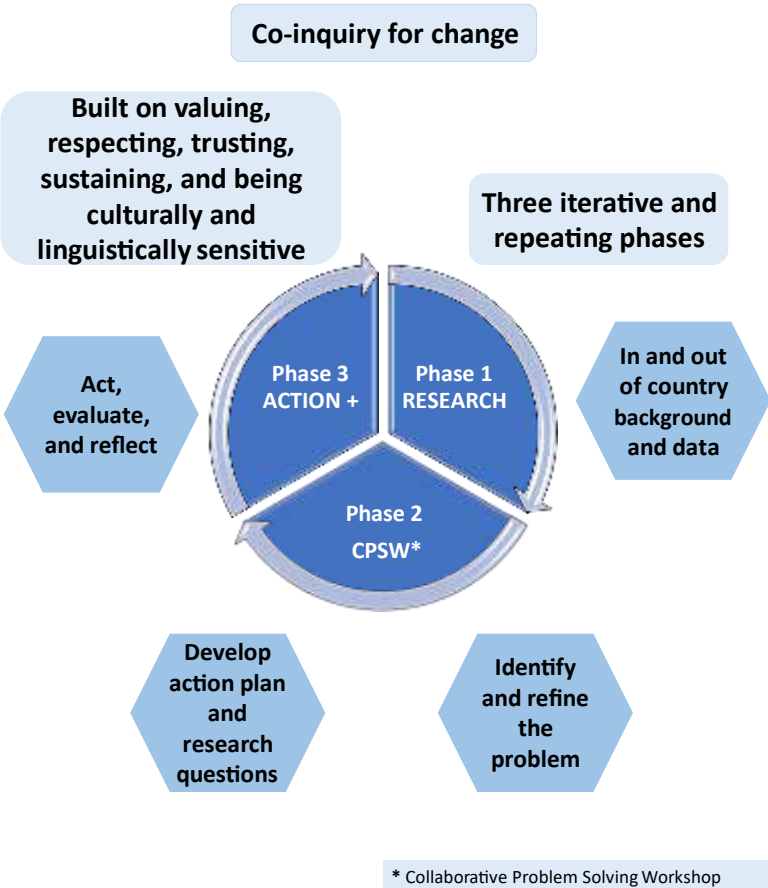 Co-inquiry for change
Built on valuing,
respecting, trusting,
sustaining, and being
culturally and
linguistically sensitive
Three iterative and
repeating phases
Phase 3
ACTION +
Phase 1
RESEARCH
Phase 2
CPSW*
Act,
evaluate,
and reflect
In and out
of country
background
and data
Develop
action plan
and
research
questions
Identify
and refine
the
problem
* Collaborative Problem Solving Workshop